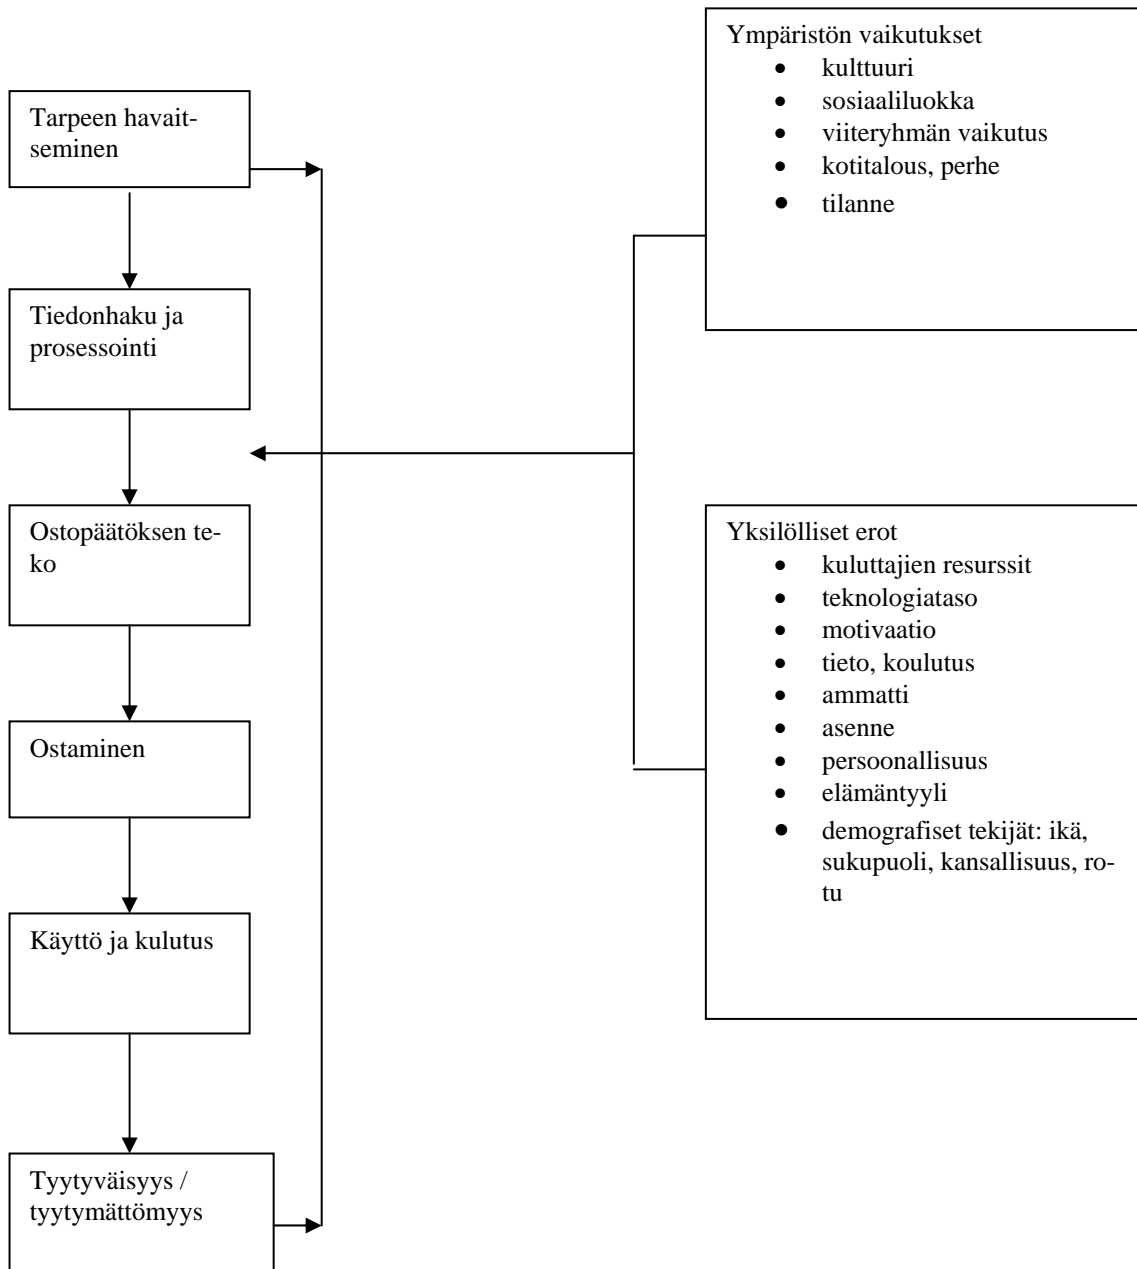 Tarpeen havait-
seminen
Tiedonhaku ja
prosessointi
Ostopäätöksen te-
ko
Ostaminen
Käyttö ja kulutus
Tyytyväisyys /
tyytymättömyys
Ympäristön vaikutukset
• kulttuuri
• sosiaaliluokka
• viiteryhmän vaikutus
• kotitalous, perhe
• tilanne
Yksilölliset erot
• kuluttajien resurssit
• teknologiataso
• motivaatio
• tieto, koulutus
• ammatti
• asenne
• persoonallisuus
• elämäntyyli
• demografiset tekijät: ikä,
sukupuoli, kansallisuus, ro-
tu